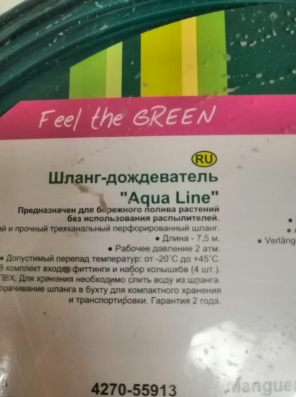 Feel the GREEN
RU
Шланг-дождеватель
"Aqua Line"
Предназначен для бережного полива растений
без использования распылителей.
й и прочный трехканальный перфорированный шланг.
• Длина - 7,5 м.
• Рабочее давление 2 атм.
• Verläng
• Допустимый перепад температур: от -20°C до +45°C.
В комплект входят фиттинги и набор колышков (4 шт.).
ПВХ. Для хранения необходимо слить воду из шланга.
орачивание шланга в бухту для компактного хранения
и транспортировки. Гарантия 2 года.
4270-55913
Manguer